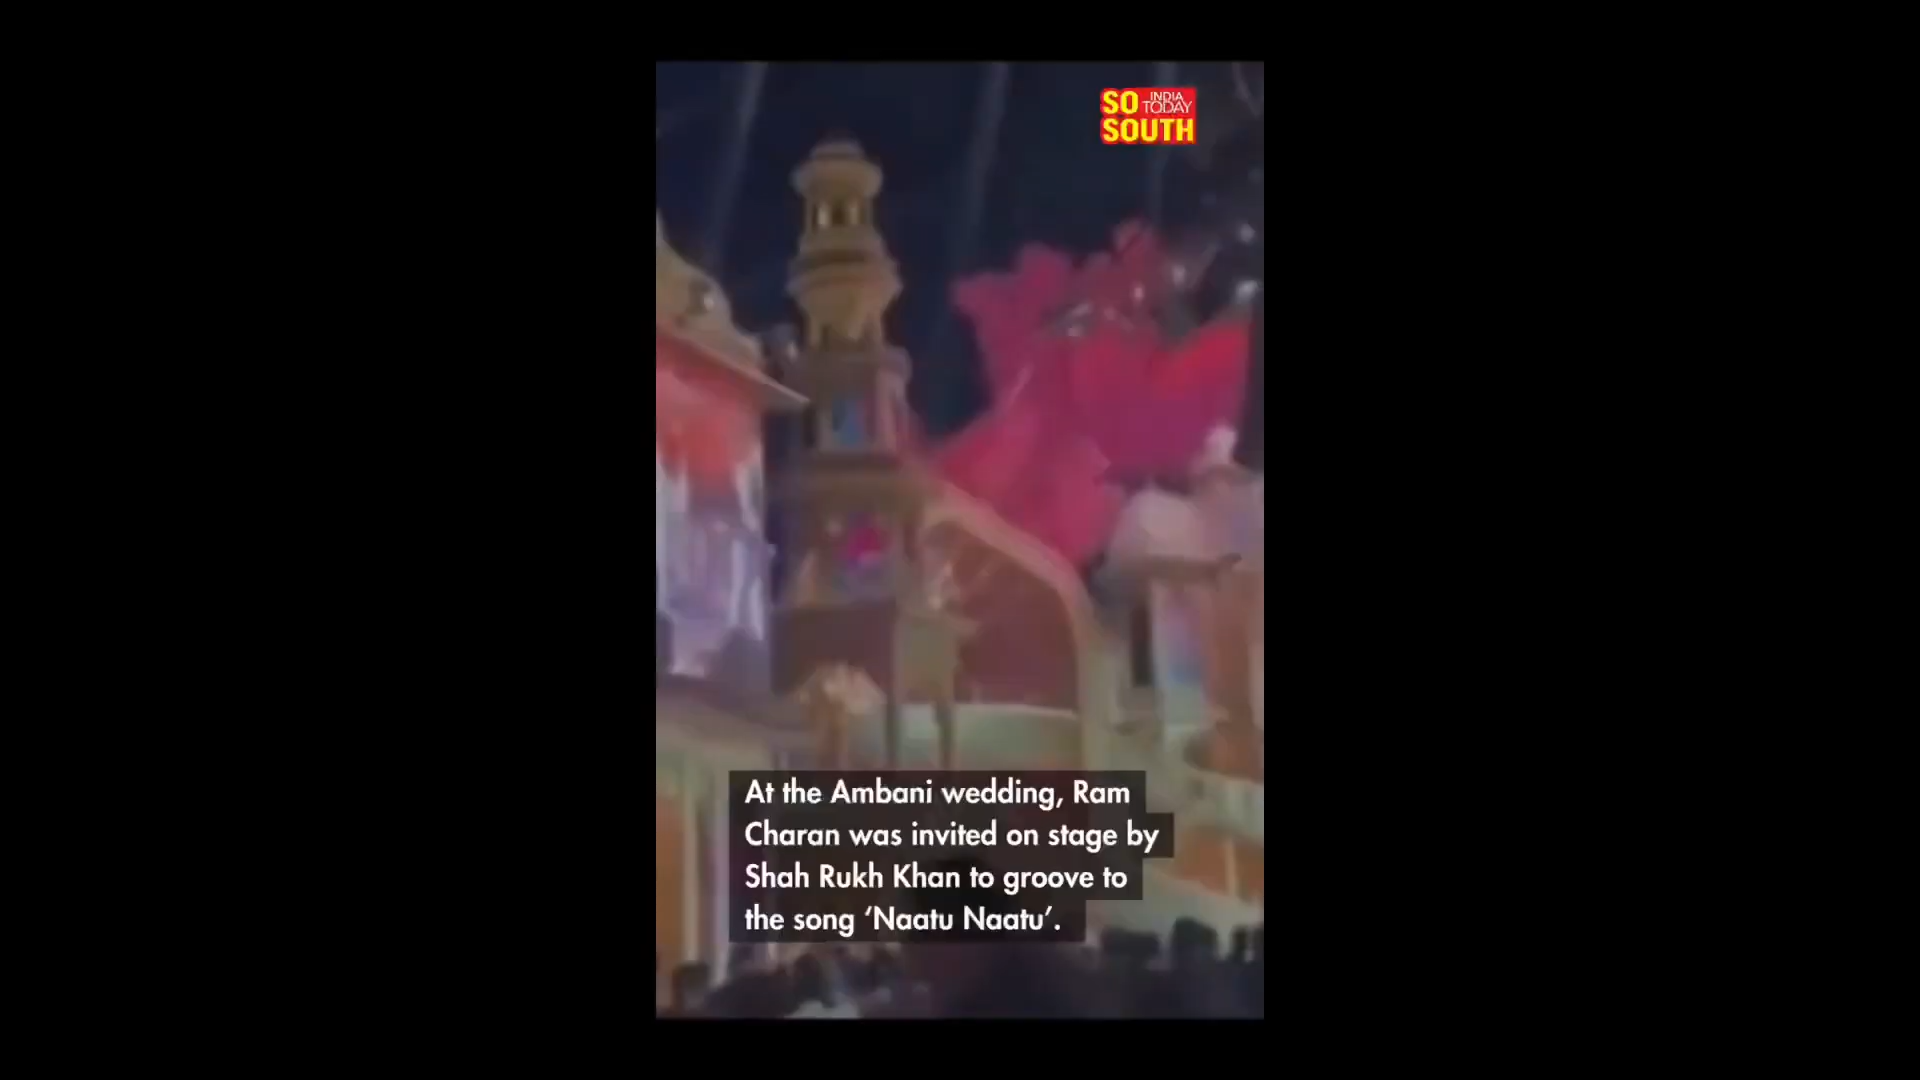 SO INDIA TODAY
SOUTH
At the Ambani wedding, Ram
Charan was invited on stage by
Shah Rukh Khan to groove to
the song ‘Naatu Naatu’.